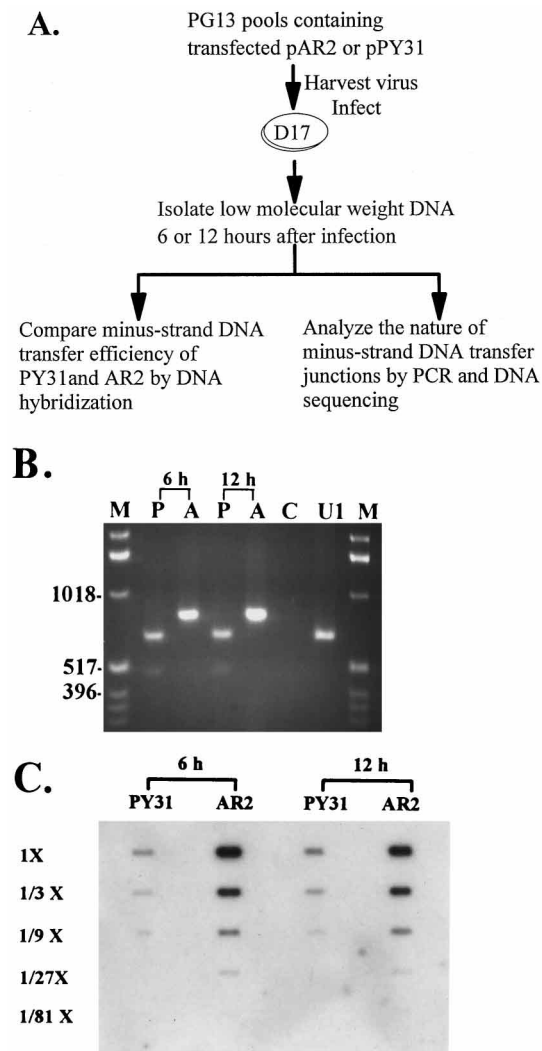 A.
PG13 pools containing
transfected pAR2 or pPY31
Harvest virus
Infect
D17
Isolate low molecular weight DNA
6 or 12 hours after infection
Compare minus-strand DNA
transfer efficiency of
PY31and AR2 by DNA
hybridization
Analyze the nature of
minus-strand DNA transfer
junctions by PCR and DNA
sequencing
B.
6 h 12 h
M P A P A C U1 M
1018-
517-
396-
C.
6 h 12 h
PY31 AR2 PY31 AR2
1X
1/3 X
1/9 X
1/27X
1/81 X